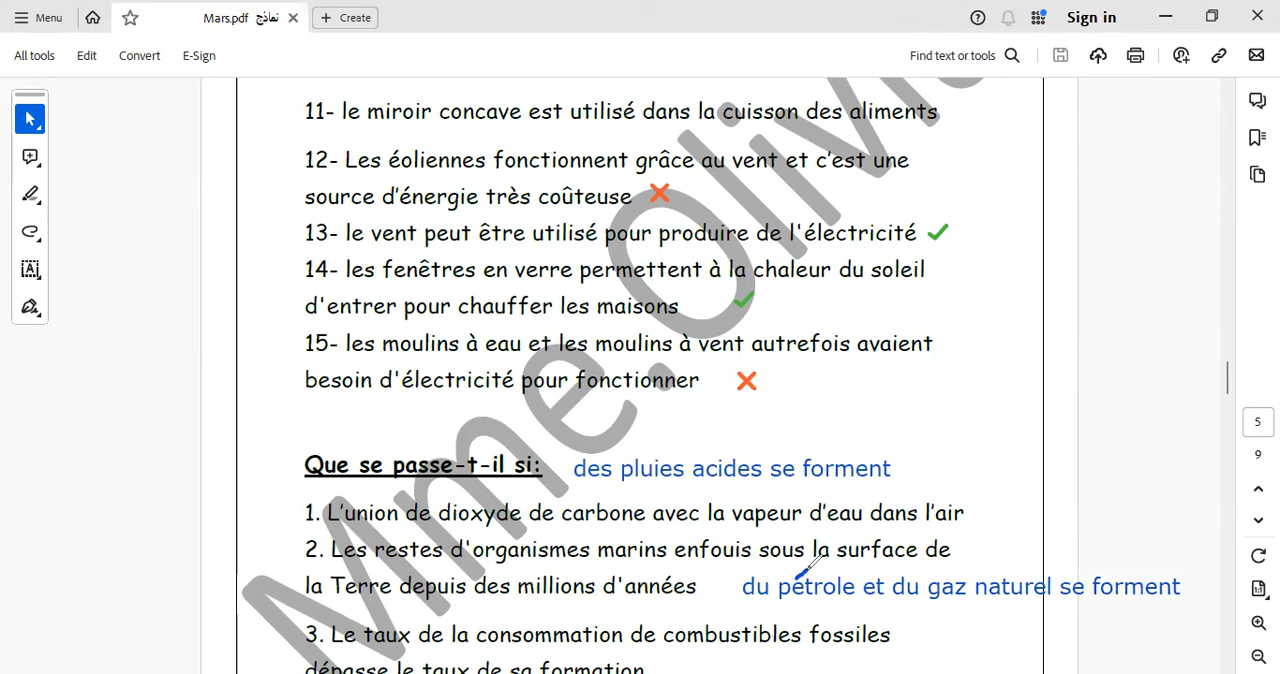 Menu
Mars.pdf نماذج
Create
Sign in
All tools
Edit
Convert
E-Sign
Find text or tools
11- le miroir concave est utilisé dans la cuisson des aliments
12- Les éoliennes fonctionnent grâce au vent et c’est une
source d’énergie très coûteuse
13- le vent peut être utilisé pour produire de l'électricité
14- les fenêtres en verre permettent à la chaleur du soleil
d'entrer pour chauffer les maisons
15- les moulins à eau et les moulins à vent autrefois avaient
besoin d'électricité pour fonctionner
Que se passe-t-il si:
des pluies acides se forment
1. L’union de dioxyde de carbone avec la vapeur d’eau dans l’air
2. Les restes d'organismes marins enfouis sous la surface de
la Terre depuis des millions d'années
du pétrole et du gaz naturel se forment
3. Le taux de la consommation de combustibles fossiles
dépasse le taux de sa formation
5
9
Mme.Olivia